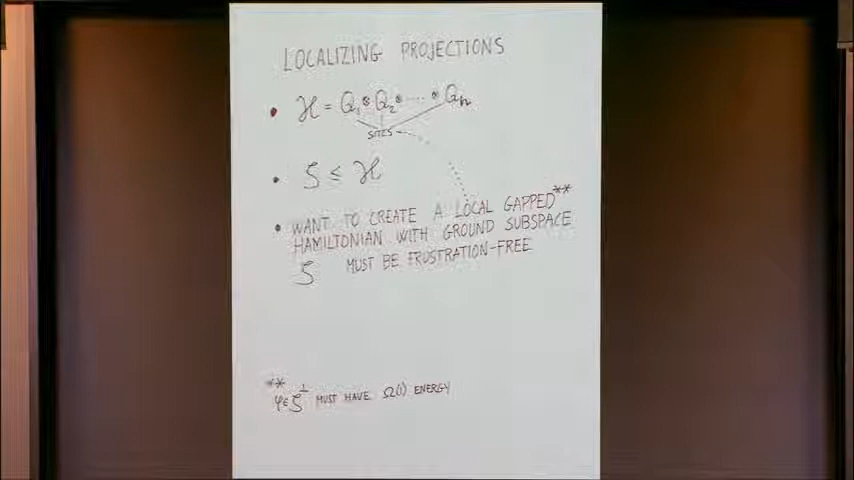 LOCALIZING PROJECTIONS
• ℋ = Q₁ ⊗ Q₂ ⊗ .... ⊗ Qₙ
SITES
• S ≤ ℋ
• WANT TO CREATE A LOCAL GAPPED**
HAMILTONIAN WITH GROUND SUBSPACE
S MUST BE FRUSTRATION-FREE
**
φ∈S^⊥ MUST HAVE Ω(1) ENERGY